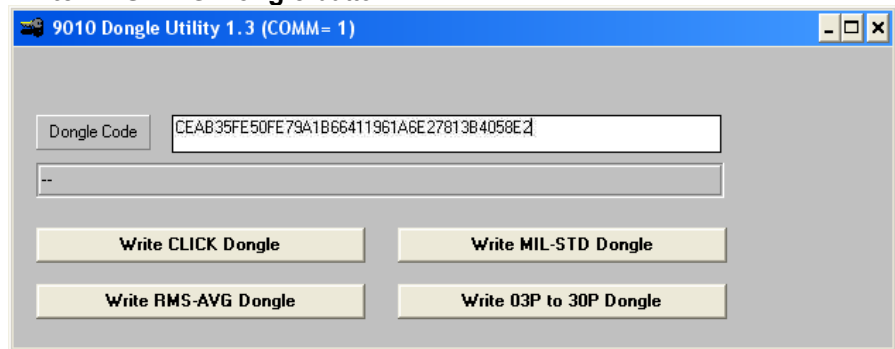 9010 Dongle Utility 1.3 (COMM= 1)
Dongle Code
CEAB35FE50FE79A1B66411961A6E27813B4058E2
--
Write CLICK Dongle
Write MIL-STD Dongle
Write RMS-AVG Dongle
Write 03P to 30P Dongle